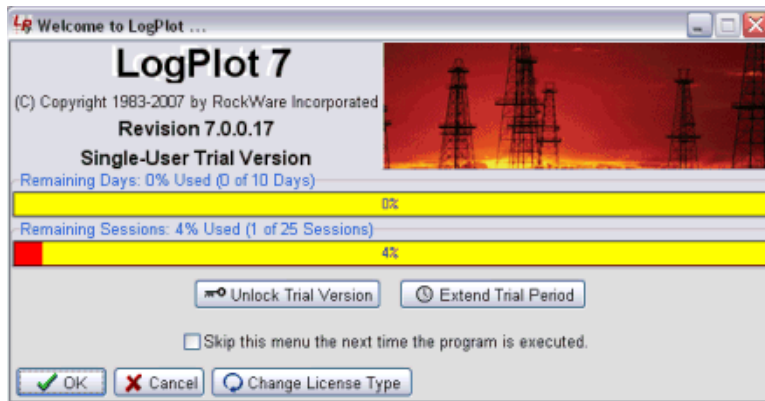 LR Welcome to LogPlot ...
LogPlot 7
(C) Copyright 1983-2007 by RockWare Incorporated
Revision 7.0.0.17
Single-User Trial Version
Remaining Days: 0% Used (0 of 10 Days)
0%
Remaining Sessions: 4% Used (1 of 25 Sessions)
4%
Unlock Trial Version
Extend Trial Period
Skip this menu the next time the program is executed.
OK
Cancel
Change License Type